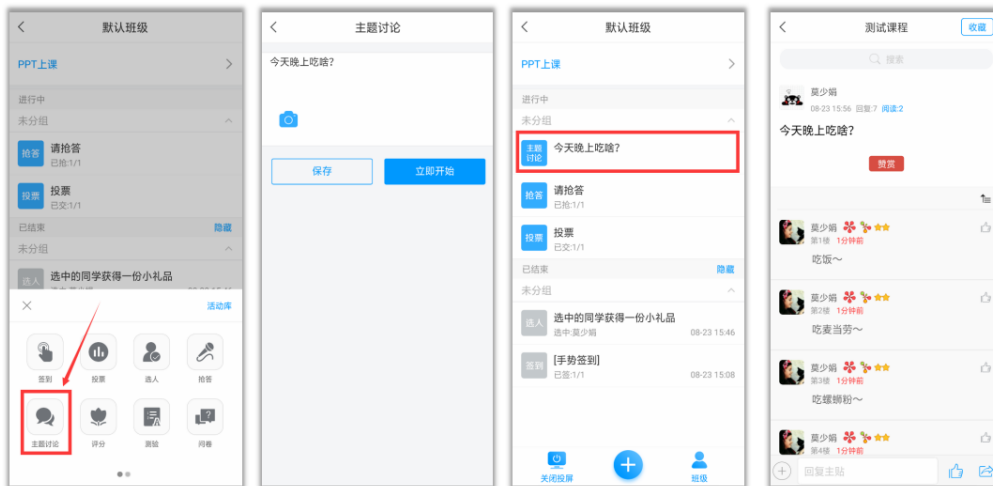 默认班级
PPT上课
进行中
未分组
抢答
请抢答
已抢:1/1
投票
投票
已交:1/1
已结束
隐藏
未分组
选人
选中的同学获得一份小礼品
活动库
签到
投票
选人
抢答
主题讨论
评分
测验
问卷
主题讨论
今天晚上吃啥?
保存
立即开始
默认班级
PPT上课
进行中
未分组
主题
讨论
今天晚上吃啥?
抢答
请抢答
已抢:1/1
投票
投票
已交:1/1
已结束
隐藏
未分组
选人
选中的同学获得一份小礼品
选中:莫少娟
08-23 15:46
签到
[手势签到]
已签:1/1
08-23 15:08
关闭投屏
班级
测试课程
收藏
搜索
莫少娟
08-23 15:56 回复:7 阅读:2
今天晚上吃啥?
赞赏
莫少娟
第1楼 1分钟前
吃饭～
莫少娟
第2楼 1分钟前
吃麦当劳～
莫少娟
第3楼 1分钟前
吃螺蛳粉～
莫少娟
第4楼 1分钟前
回复主贴